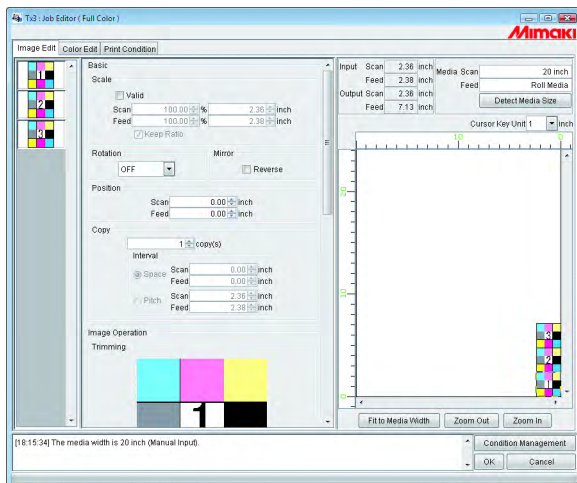 Tx3 : Job Editor ( Full Color )
Mimaki
Image Edit Color Edit Print Condition
1
2
3
Basic
Scale
Valid
Scan 100.00 % 2.36 inch
Feed 100.00 % 2.38 inch
Keep Ratio
Rotation Mirror
OFF Reverse
Position
Scan 0.00 inch
Feed 0.00 inch
Copy
1 copy(s)
Interval
Space Scan 0.00 inch
Feed 0.00 inch
Pitch Scan 2.36 inch
Feed 2.38 inch
Image Operation
Trimming
1
Input Scan 2.36 inch
Feed 2.38 inch
Output Scan 2.36 inch
Feed 7.13 inch
Media Scan 20 inch
Feed Roll Media
Detect Media Size
Cursor Key Unit 1 inch
10 0
20
10
0
3
2
1
Fit to Media Width Zoom Out Zoom In
[18:15:34] The media width is 20 inch (Manual Input).
Condition Management
OK Cancel